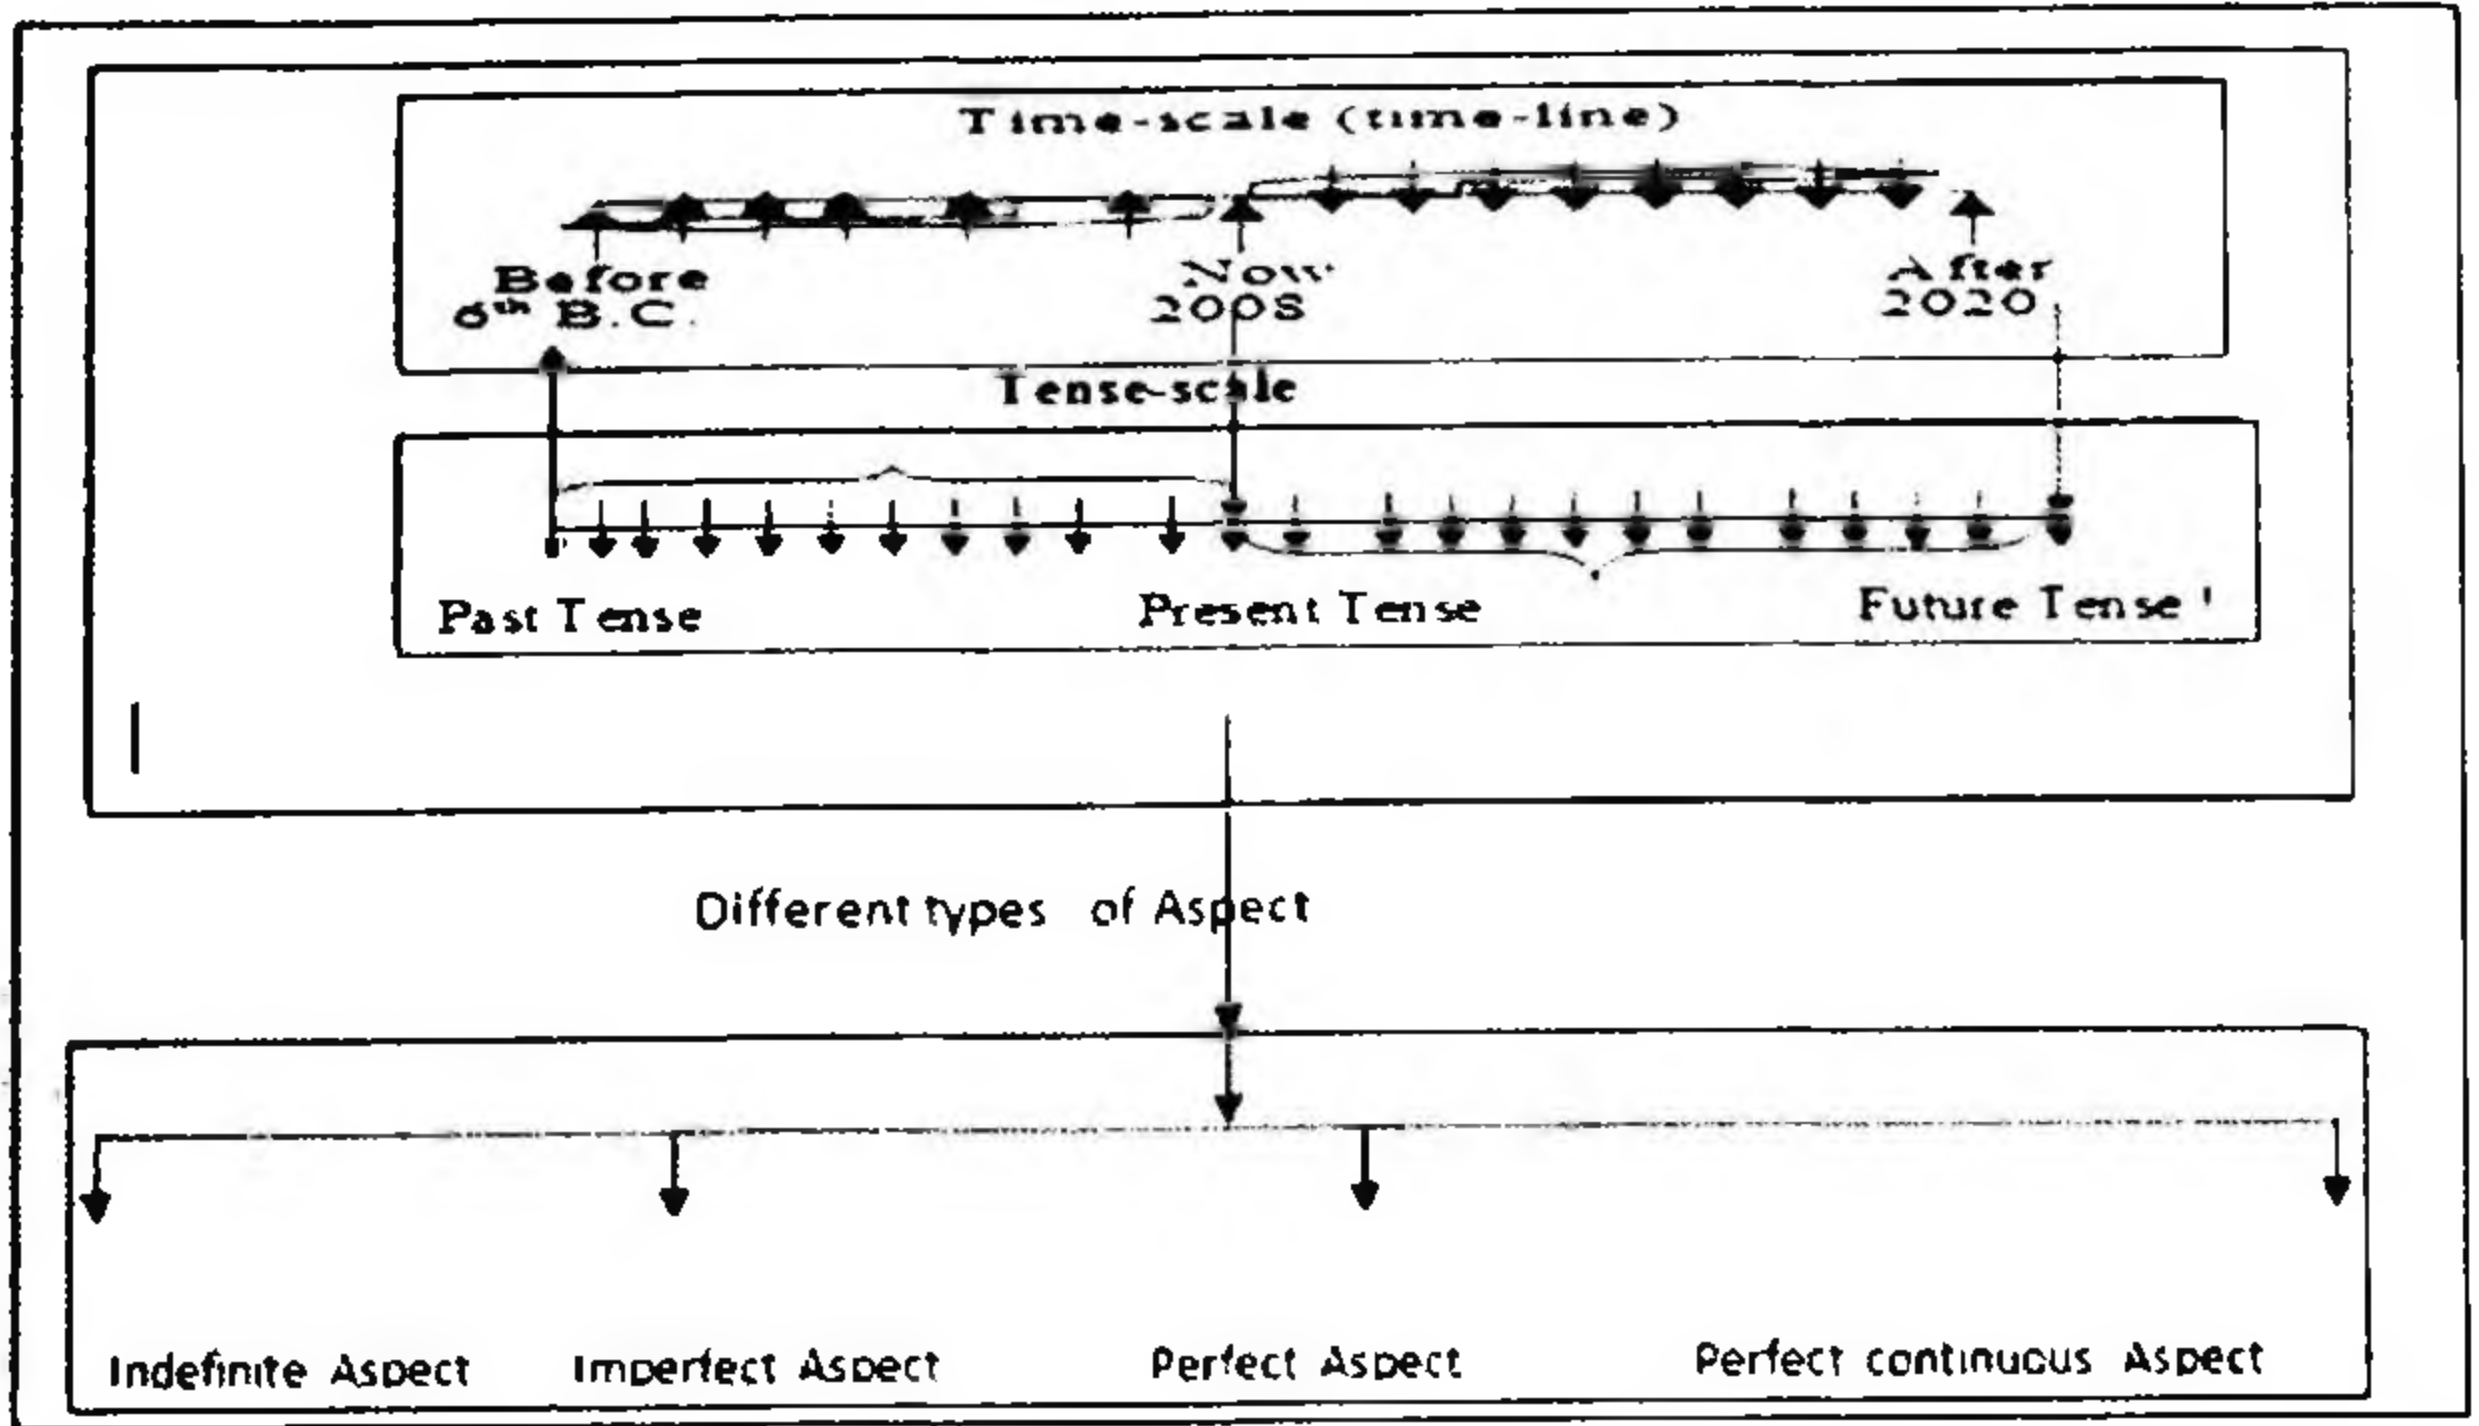 Time-scale (time-line)
Before Now After
6th B.C. 2008 2020
Tense-scale
Past Tense Present Tense Future Tense
Different types of Aspect
Indefinite Aspect Imperfect Aspect Perfect Aspect Perfect continuous Aspect